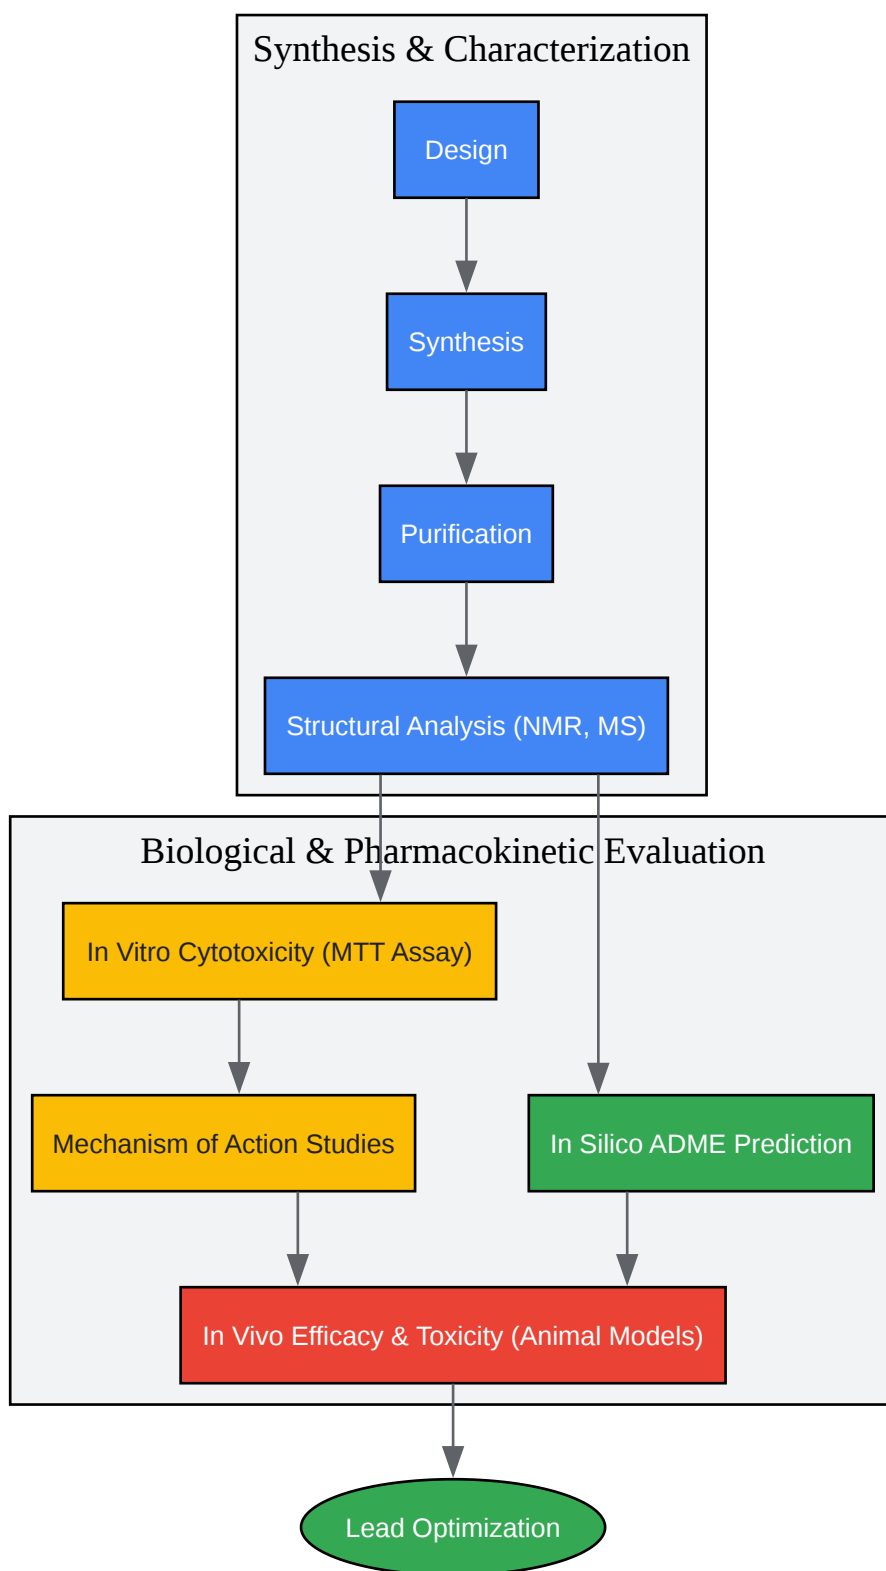 Synthesis & Characterization
Design
Synthesis
Purification
Structural Analysis (NMR, MS)
Biological & Pharmacokinetic Evaluation
In Vitro Cytotoxicity (MTT Assay)
Mechanism of Action Studies
In Silico ADME Prediction
In Vivo Efficacy & Toxicity (Animal Models)
Lead Optimization